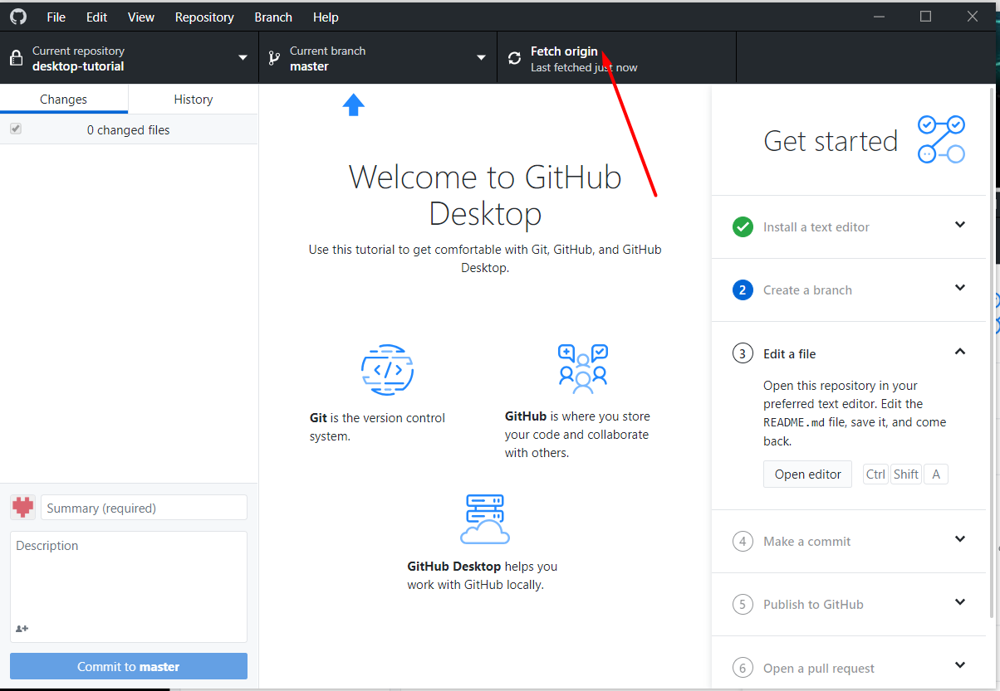 File Edit View Repository Branch Help
Current repository
desktop-tutorial
Current branch
master
Fetch origin
Last fetched just now
Changes
History
0 changed files
Summary (required)
Description
Commit to master
Welcome to GitHub
Desktop
Use this tutorial to get comfortable with Git, GitHub, and GitHub
Desktop.
Git is the version control
system.
GitHub is where you store
your code and collaborate
with others.
GitHub Desktop helps you
work with GitHub locally.
Get started
Install a text editor
2 Create a branch
3 Edit a file
Open this repository in your
preferred text editor. Edit the
README.md file, save it, and come
back.
Open editor Ctrl Shift A
4 Make a commit
5 Publish to GitHub
6 Open a pull request